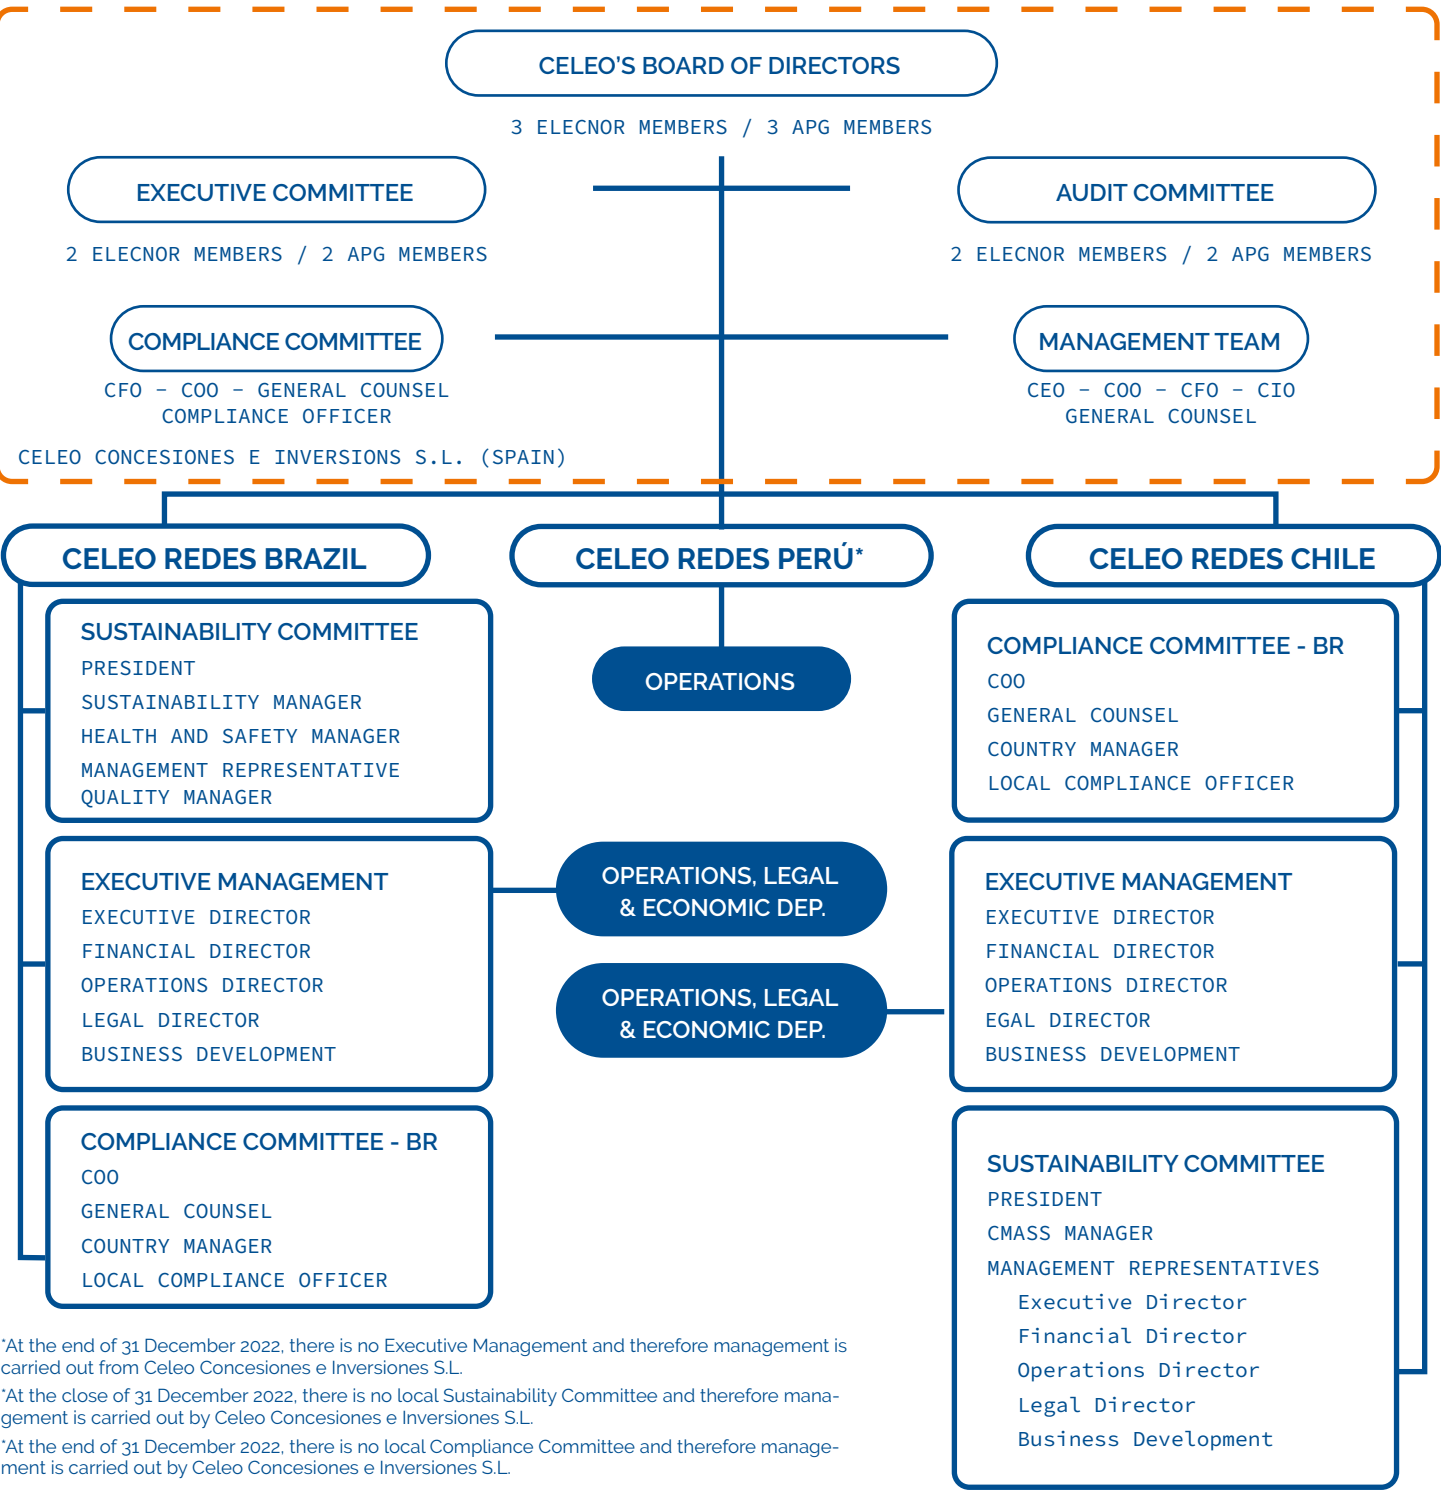 CELEO'S BOARD OF DIRECTORS
3 ELECNOR MEMBERS / 3 APG MEMBERS
EXECUTIVE COMMITTEE
2 ELECNOR MEMBERS / 2 APG MEMBERS
AUDIT COMMITTEE
2 ELECNOR MEMBERS / 2 APG MEMBERS
COMPLIANCE COMMITTEE
CFO – COO – GENERAL COUNSEL
COMPLIANCE OFFICER
MANAGEMENT TEAM
CEO – COO – CFO – CIO
GENERAL COUNSEL
CELEO CONCESIONES E INVERSIONS S.L. (SPAIN)
CELEO REDES BRAZIL
SUSTAINABILITY COMMITTEE
PRESIDENT
SUSTAINABILITY MANAGER
HEALTH AND SAFETY MANAGER
MANAGEMENT REPRESENTATIVE
QUALITY MANAGER
EXECUTIVE MANAGEMENT
EXECUTIVE DIRECTOR
FINANCIAL DIRECTOR
OPERATIONS DIRECTOR
LEGAL DIRECTOR
BUSINESS DEVELOPMENT
COMPLIANCE COMMITTEE - BR
COO
GENERAL COUNSEL
COUNTRY MANAGER
LOCAL COMPLIANCE OFFICER
CELEO REDES PERÚ*
OPERATIONS
OPERATIONS, LEGAL
& ECONOMIC DEP.
OPERATIONS, LEGAL
& ECONOMIC DEP.
CELEO REDES CHILE
COMPLIANCE COMMITTEE - BR
COO
GENERAL COUNSEL
COUNTRY MANAGER
LOCAL COMPLIANCE OFFICER
EXECUTIVE MANAGEMENT
EXECUTIVE DIRECTOR
FINANCIAL DIRECTOR
OPERATIONS DIRECTOR
EGAL DIRECTOR
BUSINESS DEVELOPMENT
SUSTAINABILITY COMMITTEE
PRESIDENT
CMASS MANAGER
MANAGEMENT REPRESENTATIVES
Executive Director
Financial Director
Operations Director
Legal Director
Business Development
*At the end of 31 December 2022, there is no Executive Management and therefore management is
carried out from Celeo Concesiones e Inversiones S.L.
*At the close of 31 December 2022, there is no local Sustainability Committee and therefore mana-
gement is carried out by Celeo Concesiones e Inversiones S.L.
*At the end of 31 December 2022, there is no local Compliance Committee and therefore manage-
ment is carried out by Celeo Concesiones e Inversiones S.L.